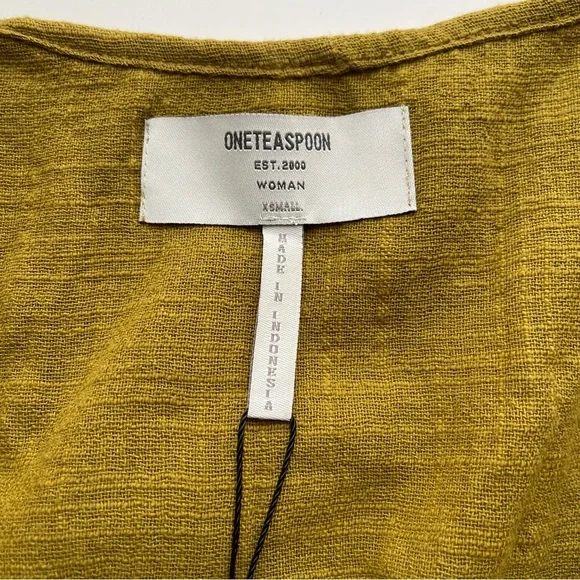 ONETEASPOON
EST.2000
WOMAN
XSMALL.
MADE IN INDONESIA